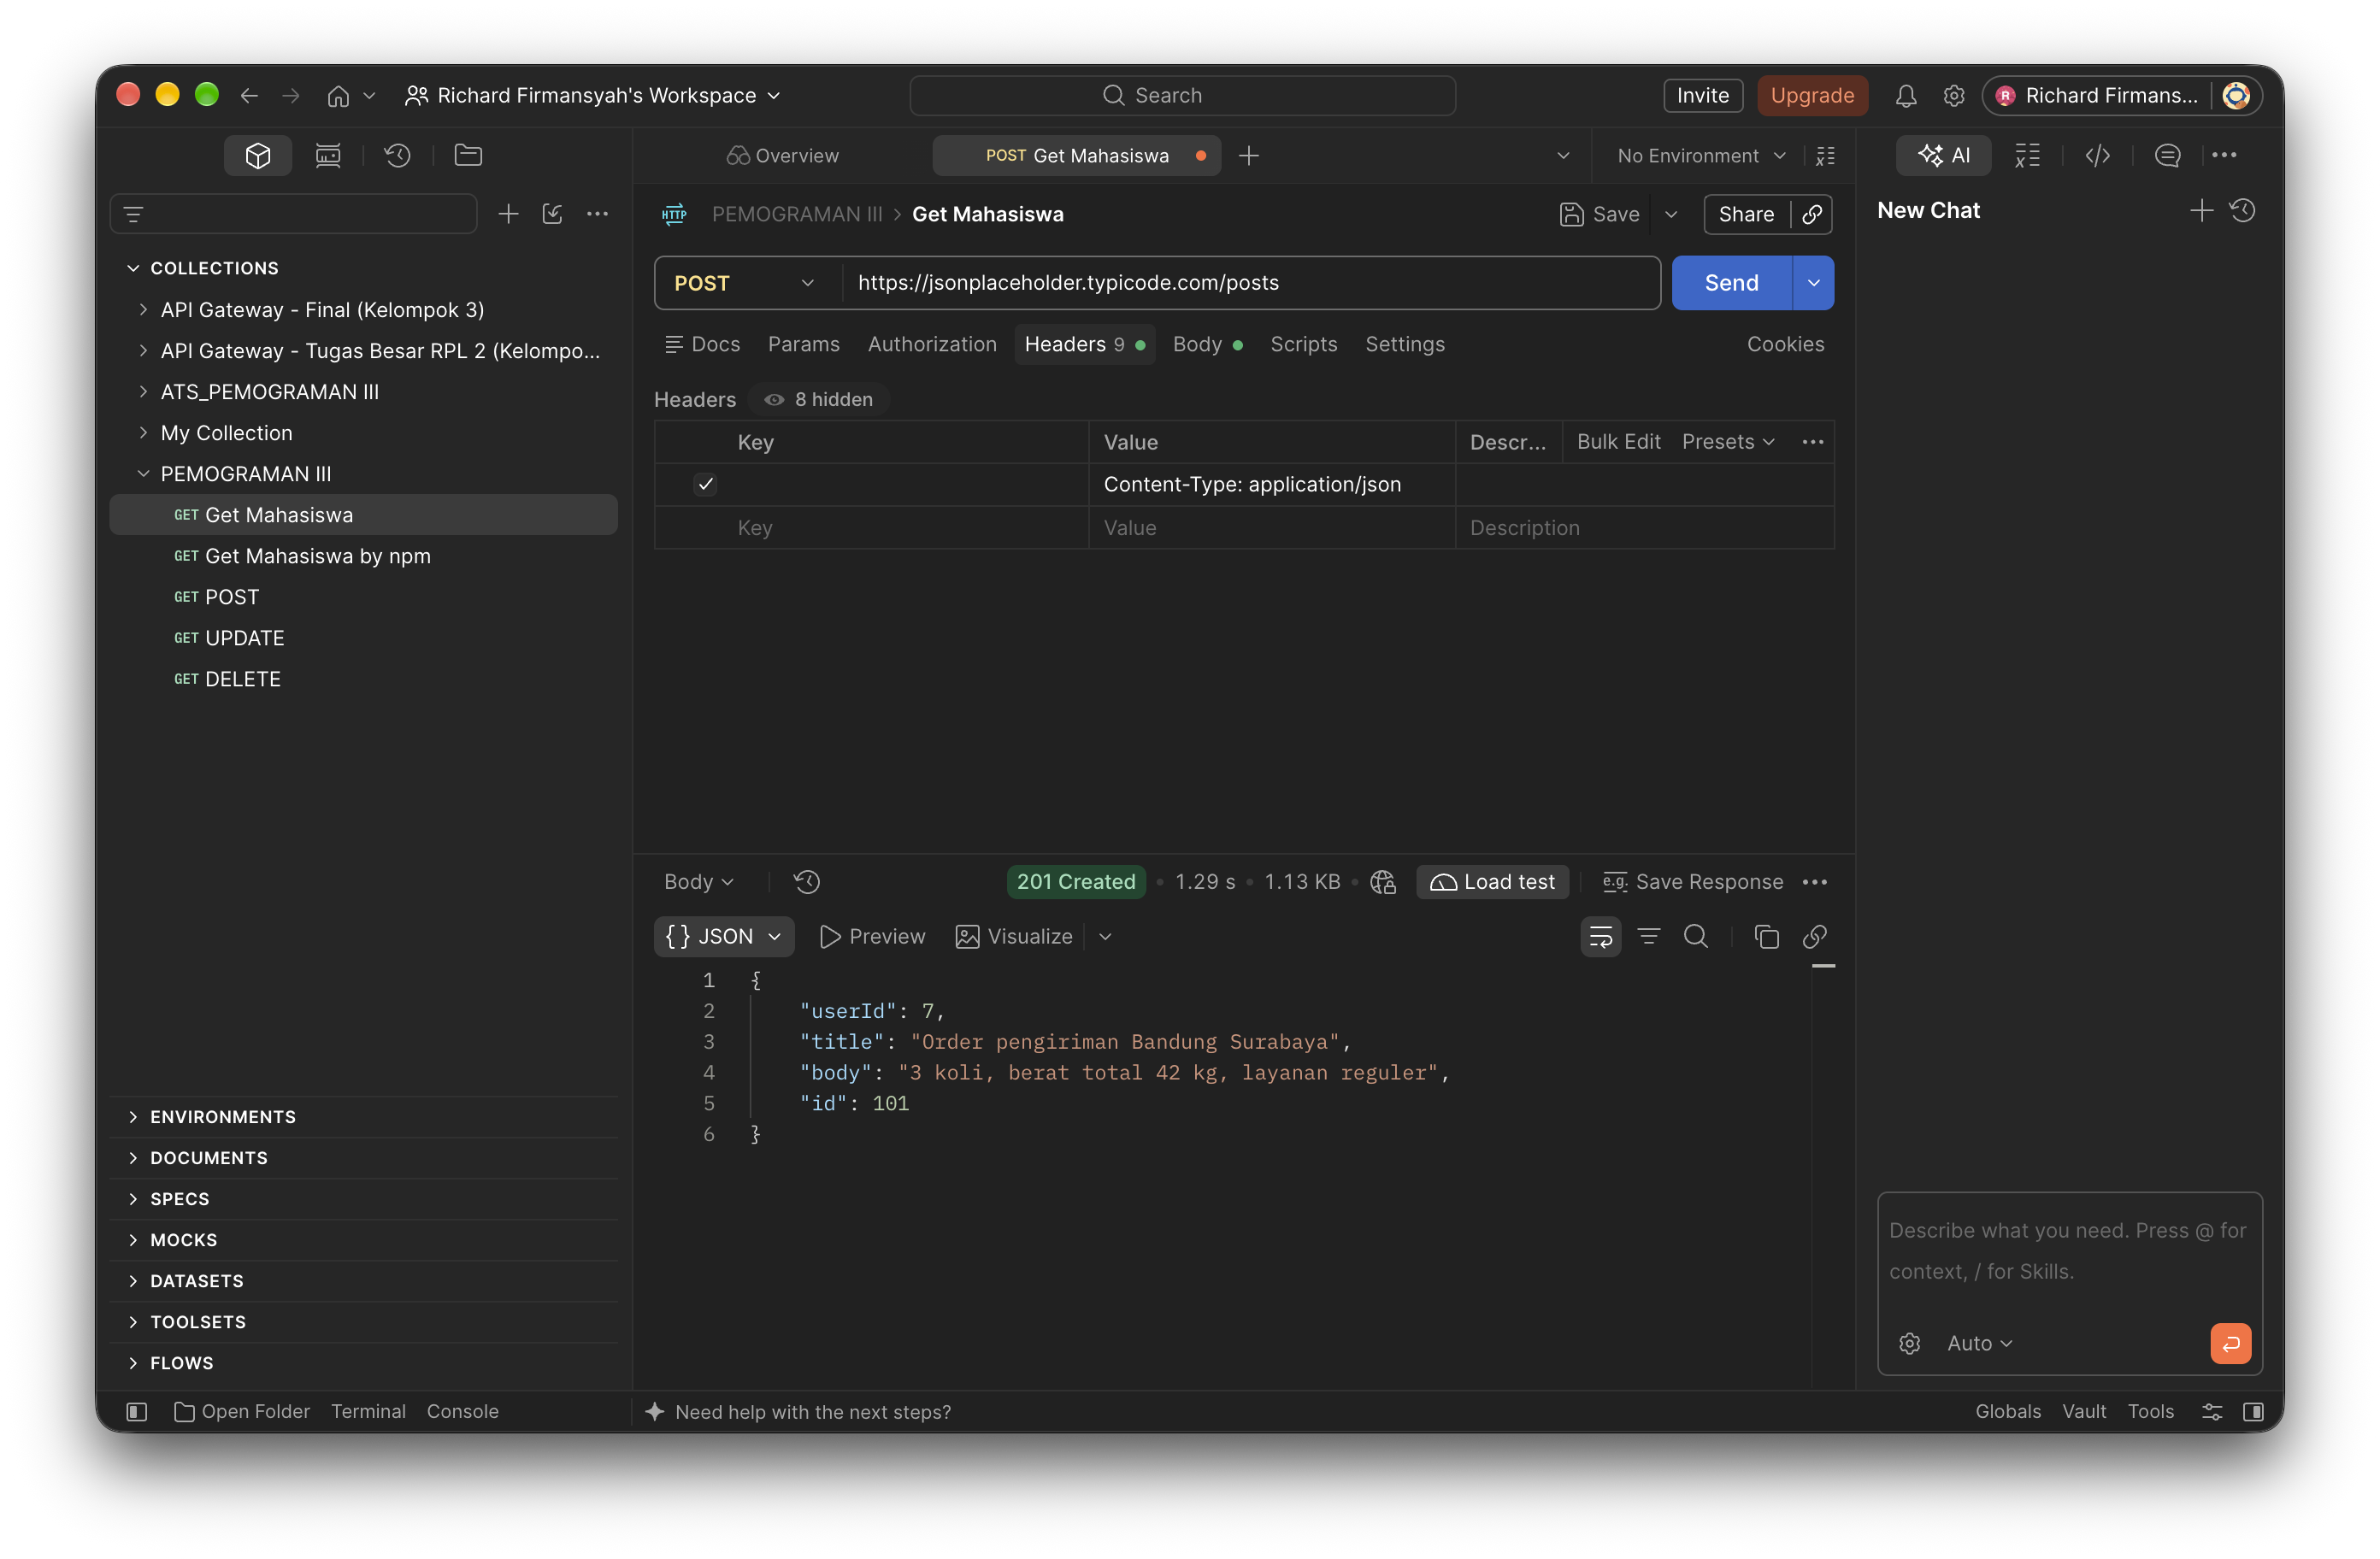 Richard Firmansyah's Workspace
Search
Invite
Upgrade
R
Richard Firmans...
Overview
POST Get Mahasiswa
No Environment
AI
COLLECTIONS
API Gateway - Final (Kelompok 3)
API Gateway - Tugas Besar RPL 2 (Kelompo...
ATS_PEMOGRAMAN III
My Collection
PEMOGRAMAN III
GET Get Mahasiswa
GET Get Mahasiswa by npm
GET POST
GET UPDATE
GET DELETE
ENVIRONMENTS
DOCUMENTS
SPECS
MOCKS
DATASETS
TOOLSETS
FLOWS
HTTP PEMOGRAMAN III > Get Mahasiswa
Save
Share
POST
https://jsonplaceholder.typicode.com/posts
Send
Docs Params Authorization Headers 9 Body Scripts Settings Cookies
Headers 8 hidden
Key Value Descr... Bulk Edit Presets
Content-Type: application/json
Key Value Description
Body 201 Created 1.29 s 1.13 KB Load test e.g. Save Response
{} JSON Preview Visualize
1 {
2 "userId": 7,
3 "title": "Order pengiriman Bandung Surabaya",
4 "body": "3 koli, berat total 42 kg, layanan reguler",
5 "id": 101
6 }
New Chat
Describe what you need. Press @ for
context, / for Skills.
Auto
Open Folder Terminal Console
Need help with the next steps?
Globals Vault Tools